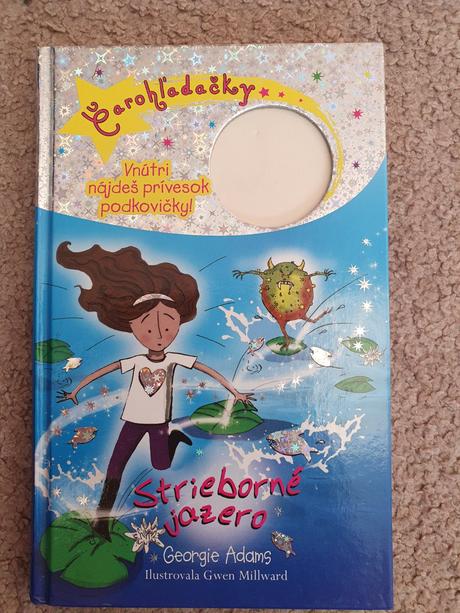 Čarohľadačky
Vnútri
nájdeš prívesok
podkovičky!
Strieborné
jazero
Georgie Adams
Ilustrovala Gwen Millward